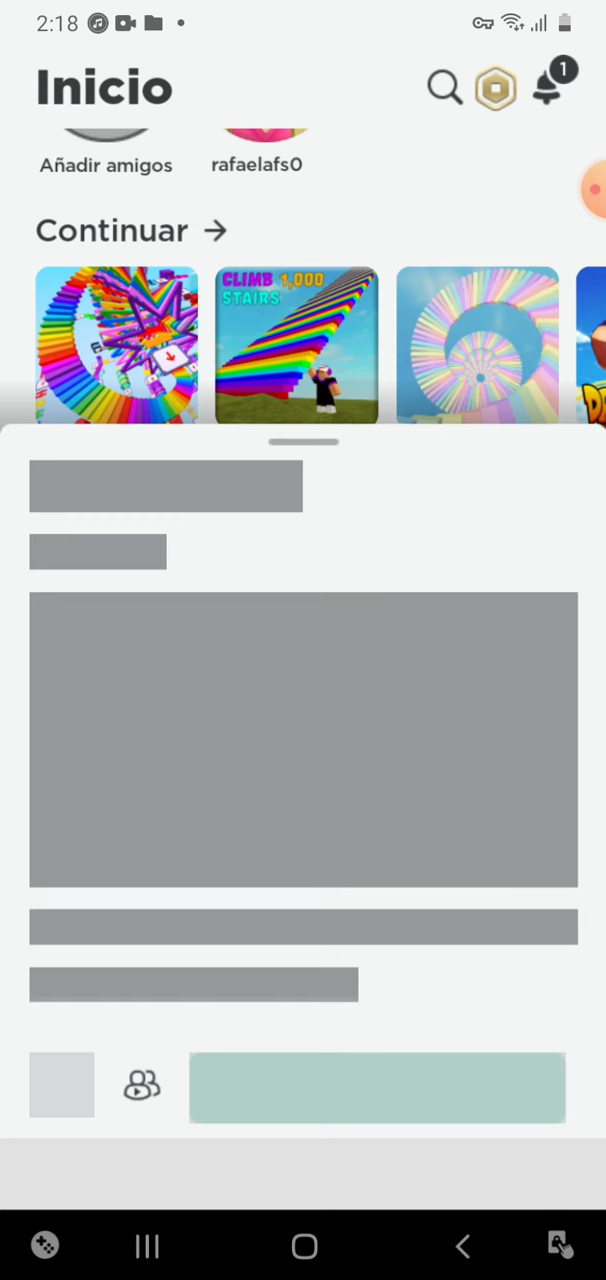 2:18
Inicio
1
Añadir amigos
rafaelafs0
Continuar
CLIMB 1,000
STAIRS